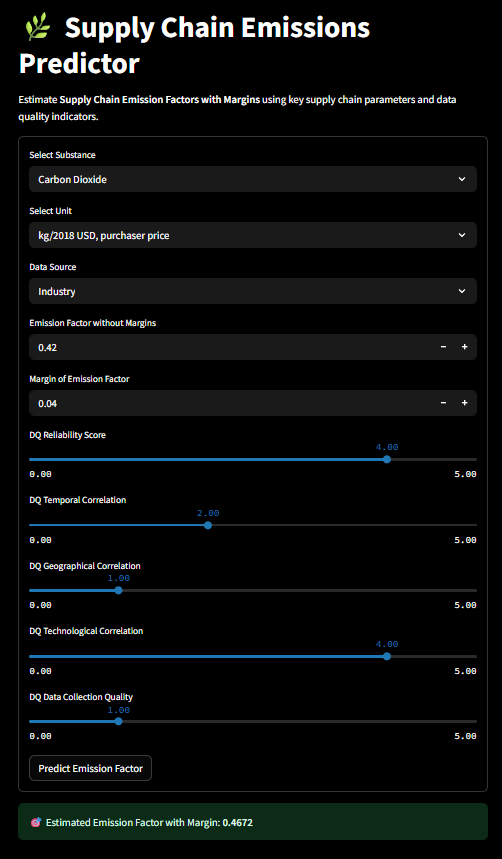 🌿 Supply Chain Emissions
Predictor
Estimate Supply Chain Emission Factors with Margins using key supply chain parameters and data
quality indicators.
Select Substance
Carbon Dioxide
Select Unit
kg/2018 USD, purchaser price
Data Source
Industry
Emission Factor without Margins
0.42 − +
Margin of Emission Factor
0.04 − +
DQ Reliability Score
4.00
0.00 5.00
DQ Temporal Correlation
2.00
0.00 5.00
DQ Geographical Correlation
1.00
0.00 5.00
DQ Technological Correlation
4.00
0.00 5.00
DQ Data Collection Quality
1.00
0.00 5.00
Predict Emission Factor
🎯 Estimated Emission Factor with Margin: 0.4672